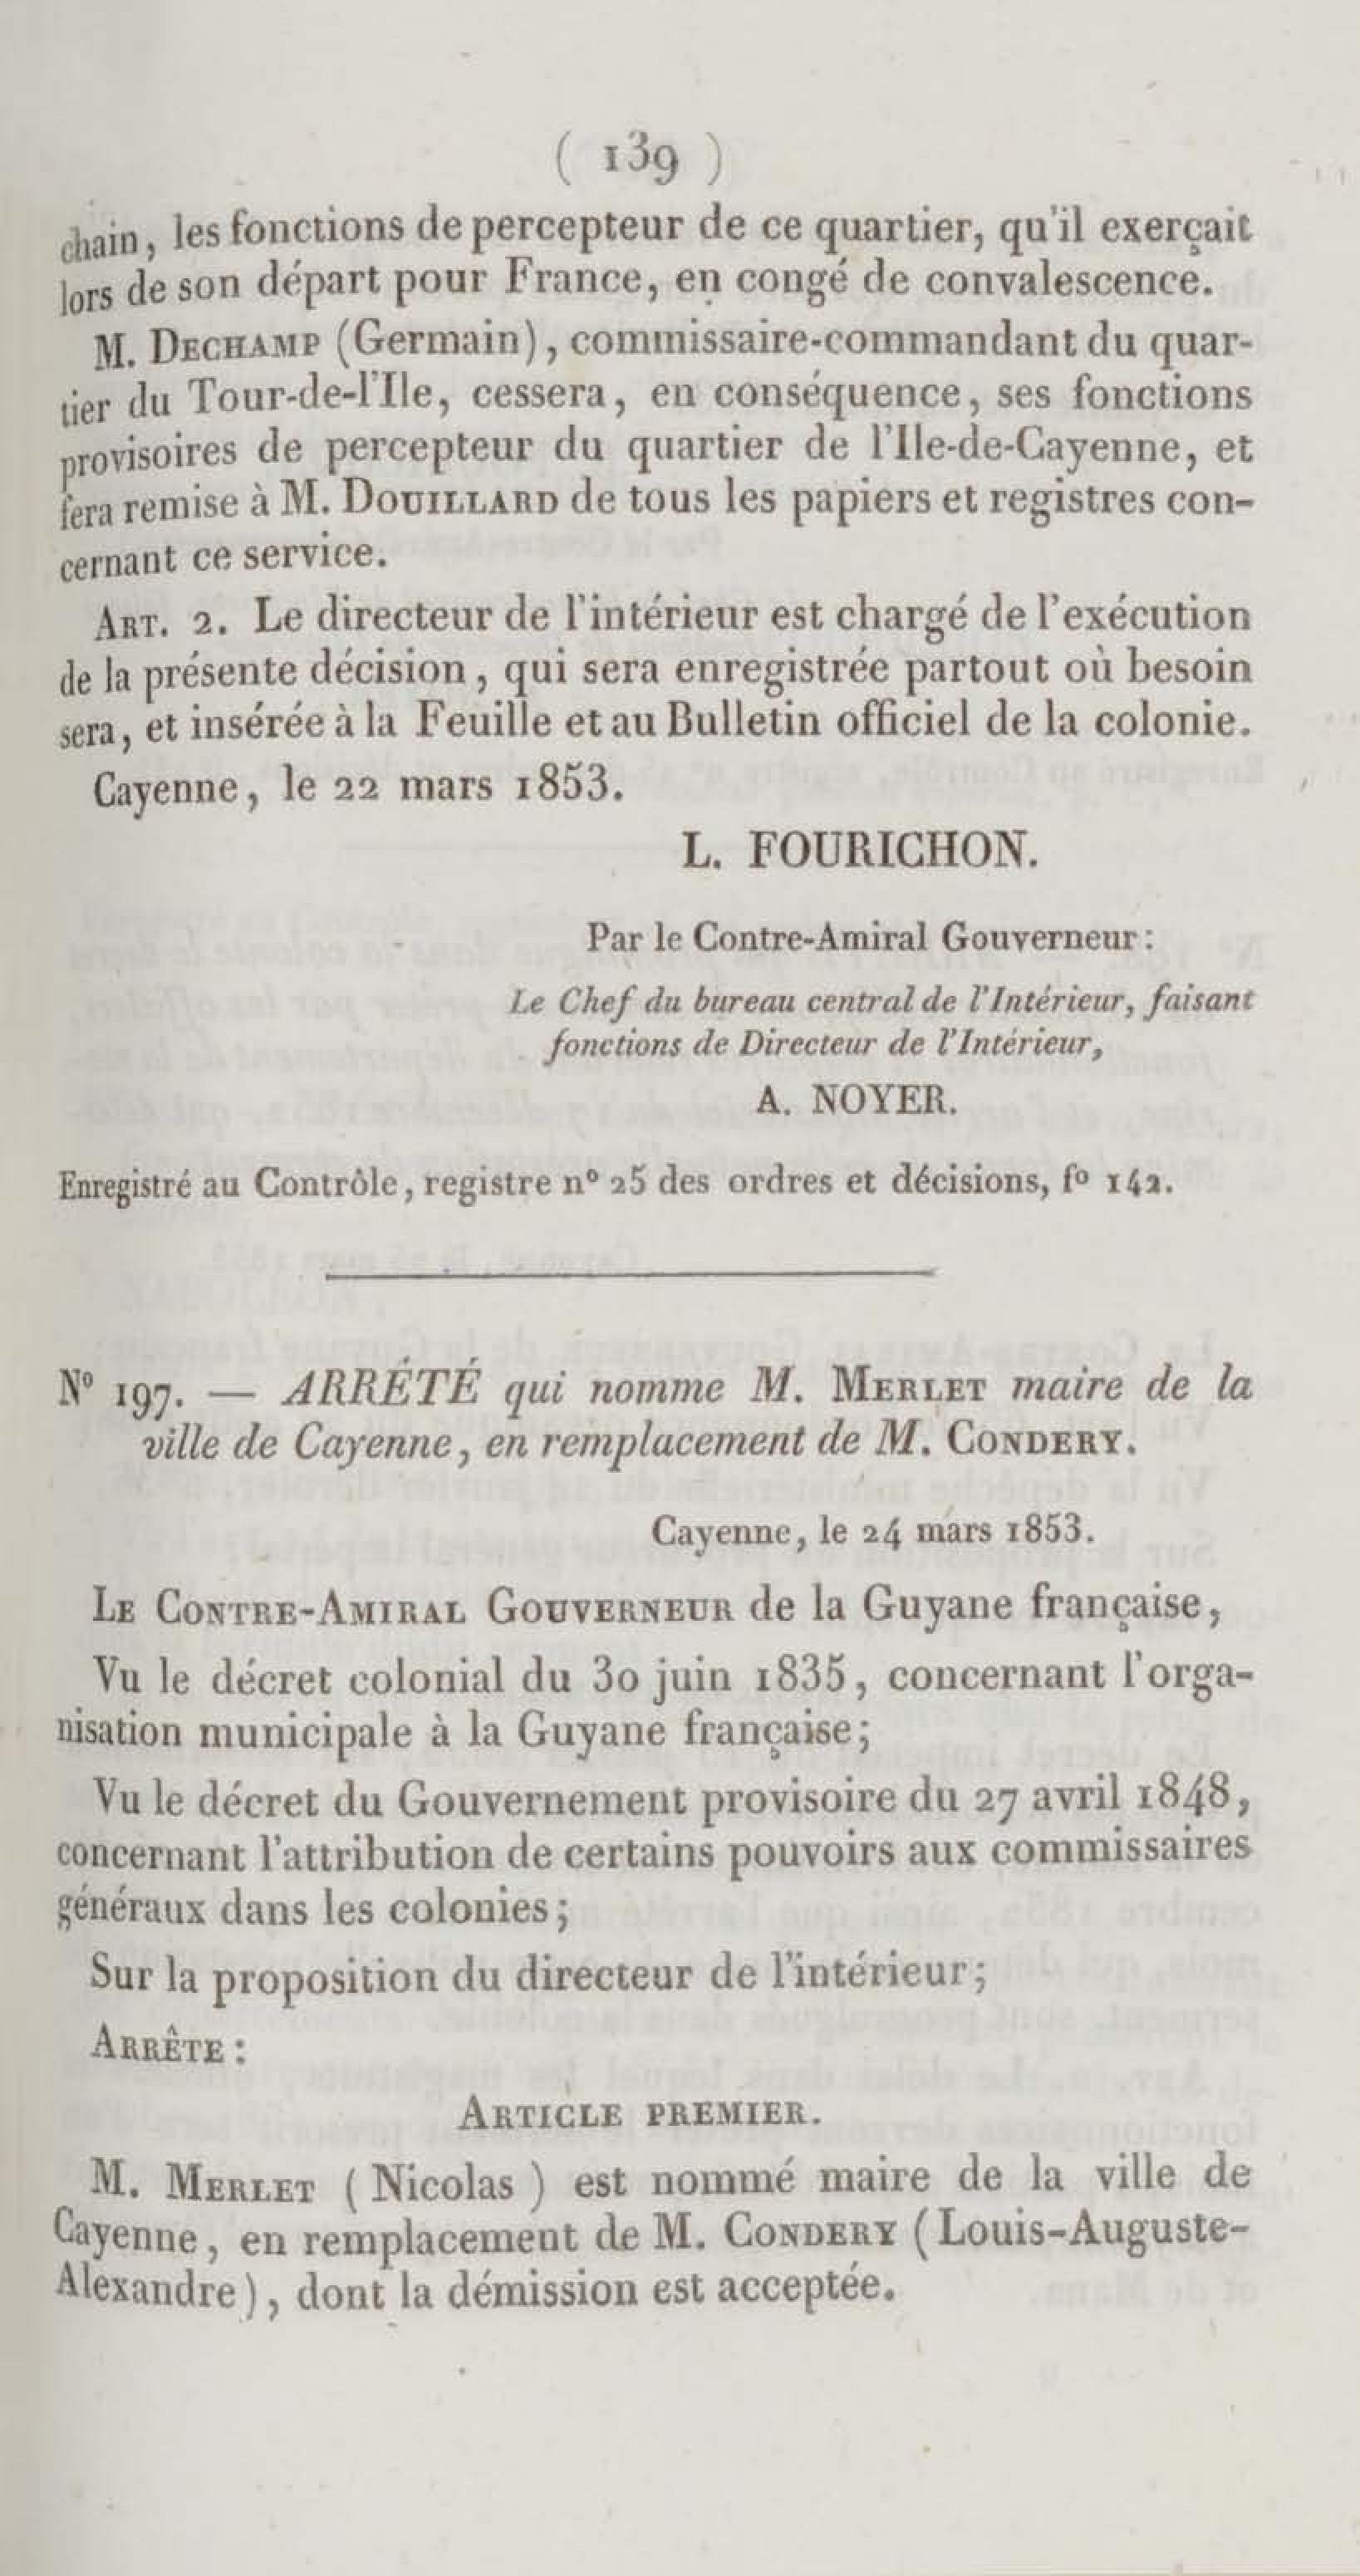 ( 139 )
chain, les fonctions de percepteur de ce quartier, qu'il exerçait
lors de son départ pour France, en congé de convalescence.
M. DECHAMP (Germain), commissaire-commandant du quar-
tier du Tour-de-l'Ile, cessera, en conséquence, ses fonctions
provisoires de percepteur du quartier de l'Ile-de-Cayenne, et
fera remise à M. DOUILLARD de tous les papiers et registres con-
cernant ce service.
ART. 2. Le directeur de l'intérieur est chargé de l'exécution
de la présente décision, qui sera enregistrée partout où besoin
sera, et insérée à la Feuille et au Bulletin officiel de la colonie.
Cayenne, le 22 mars 1853.
L. FOURICHON.
Par le Contre-Amiral Gouverneur:
Le Chef du bureau central de l'Intérieur, faisant
fonctions de Directeur de l'Intérieur,
A. NOYER.
Enregistré au Contrôle, registre n° 25 des ordres et décisions, f° 142.
N° 197. — ARRÊTÉ qui nomme M. MERLET maire de la
ville de Cayenne, en remplacement de M. CONDERY.
Cayenne, le 24 mars 1853.
LE CONTRE-AMIRAL GOUVERNEUR de la Guyane française,
Vu le décret colonial du 30 juin 1835, concernant l'orga-
nisation municipale à la Guyane française;
Vu le décret du Gouvernement provisoire du 27 avril 1848,
concernant l'attribution de certains pouvoirs aux commissaires
généraux dans les colonies;
Sur la proposition du directeur de l'intérieur;
ARRÊTE:
ARTICLE PREMIER.
M. MERLET (Nicolas) est nommé maire de la ville de
Cayenne, en remplacement de M. CONDERY (Louis-Auguste-
Alexandre), dont la démission est acceptée.